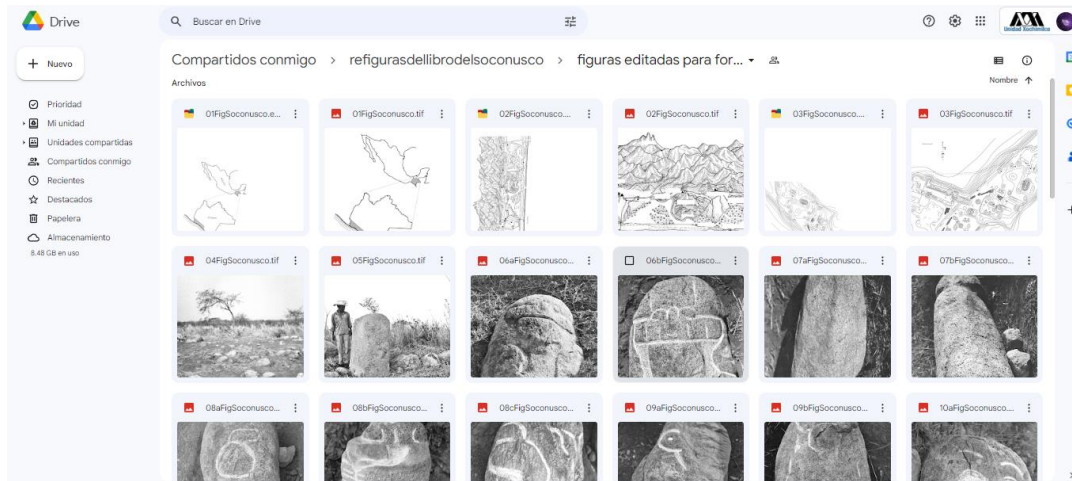 Drive
Buscar en Drive
Unidad Xochimilco
Nuevo
Prioridad
Mi unidad
Unidades compartidas
Compartidos conmigo
Recientes
Destacados
Papelera
Almacenamiento
8.48 GB en uso
Compartidos conmigo > refigurasdellibrodelsoconusco > figuras editadas para for...
Archivos
Nombre
01FigSoconusco.e...
01FigSoconusco.tif
02FigSoconusco....
02FigSoconusco.tif
03FigSoconusco....
03FigSoconusco.tif
04FigSoconusco.tif
05FigSoconusco.tif
06aFigSoconusco...
06bFigSoconusco...
07aFigSoconusco...
07bFigSoconusco...
08aFigSoconusco...
08bFigSoconusco...
08cFigSoconusco...
09aFigSoconusco...
09bFigSoconusco...
10aFigSoconusco....